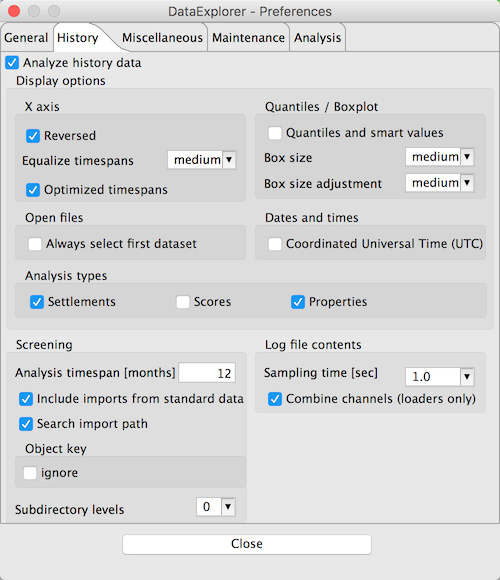 DataExplorer - Preferences
General History Miscellaneous Maintenance Analysis
Analyze history data
Display options
X axis
Reversed
Equalize timespans medium
Optimized timespans
Quantiles / Boxplot
Quantiles and smart values
Box size medium
Box size adjustment medium
Open files
Always select first dataset
Dates and times
Coordinated Universal Time (UTC)
Analysis types
Settlements Scores Properties
Screening
Analysis timespan [months] 12
Include imports from standard data
Search import path
Object key
ignore
Subdirectory levels 0
Log file contents
Sampling time [sec] 1.0
Combine channels (loaders only)
Close